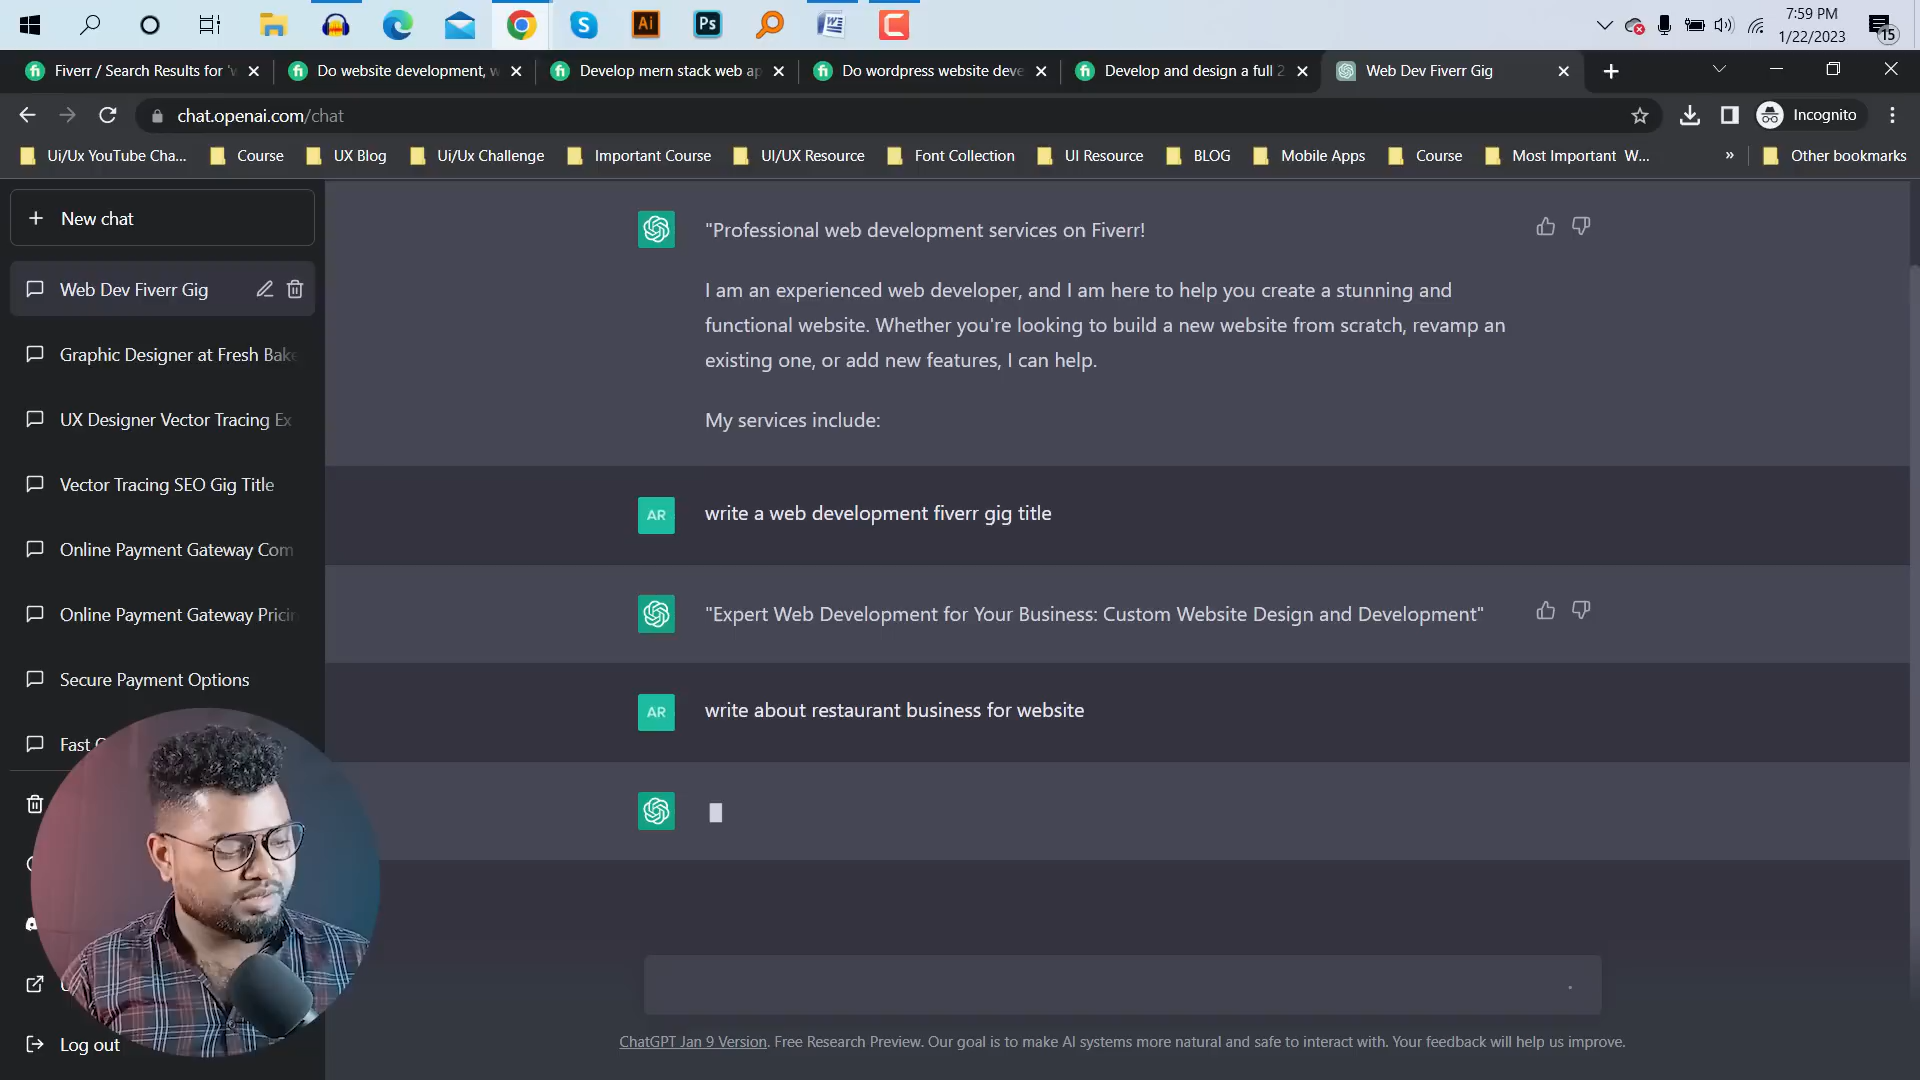 7:59 PM
1/22/2023
15
Fiverr / Search Results for 'v
Do website development, w
Develop mern stack web ap
Do wordpress website deve
Develop and design a full 2
Web Dev Fiverr Gig
chat.openai.com/chat
Incognito
Ui/Ux YouTube Cha...
Course
UX Blog
Ui/Ux Challenge
Important Course
UI/UX Resource
Font Collection
UI Resource
BLOG
Mobile Apps
Course
Most Important W...
»
Other bookmarks
New chat
Web Dev Fiverr Gig
Graphic Designer at Fresh Bake
UX Designer Vector Tracing Ex
Vector Tracing SEO Gig Title
Online Payment Gateway Com
Online Payment Gateway Pricin
Secure Payment Options
Fast
Log out
"Professional web development services on Fiverr!
I am an experienced web developer, and I am here to help you create a stunning and
functional website. Whether you're looking to build a new website from scratch, revamp an
existing one, or add new features, I can help.
My services include:
AR
write a web development fiverr gig title
"Expert Web Development for Your Business: Custom Website Design and Development"
AR
write about restaurant business for website
ChatGPT Jan 9 Version. Free Research Preview. Our goal is to make AI systems more natural and safe to interact with. Your feedback will help us improve.